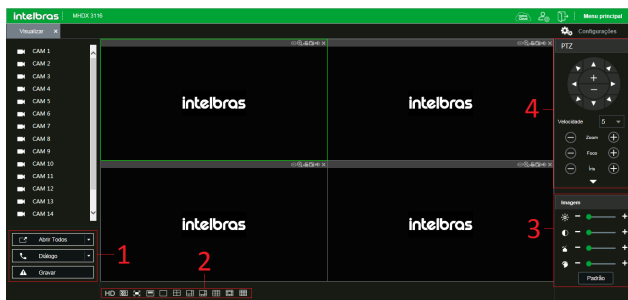 intelbras MHDX 3116 Menu principal
Visualizar × Configurações
CAM 1
CAM 2
CAM 3
CAM 4
CAM 5
CAM 6
CAM 7
CAM 8
CAM 9
CAM 10
CAM 11
CAM 12
CAM 13
CAM 14
Abrir Todos
Diálogo
Gravar
1
intelbras
intelbras
intelbras
intelbras
HD
2
PTZ
4
Velocidade 5
Zoom
Foco
Íris
Imagem
3
Padrão